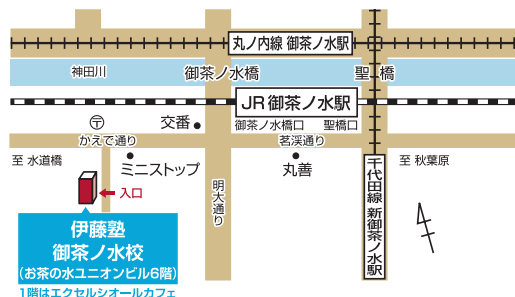 丸ノ内線 御茶ノ水駅
神田川
御茶ノ水橋
聖橋
JR御茶ノ水駅
〒
交番
御茶ノ水橋口
聖橋口
かえで通り
茗渓通り
至 水道橋
ミニストップ
丸善
至 秋葉原
入口
明大通り
千代田線 新御茶ノ水駅
伊藤塾
御茶ノ水校
(お茶の水ユニオンビル6階)
1階はエクセルシオールカフェ